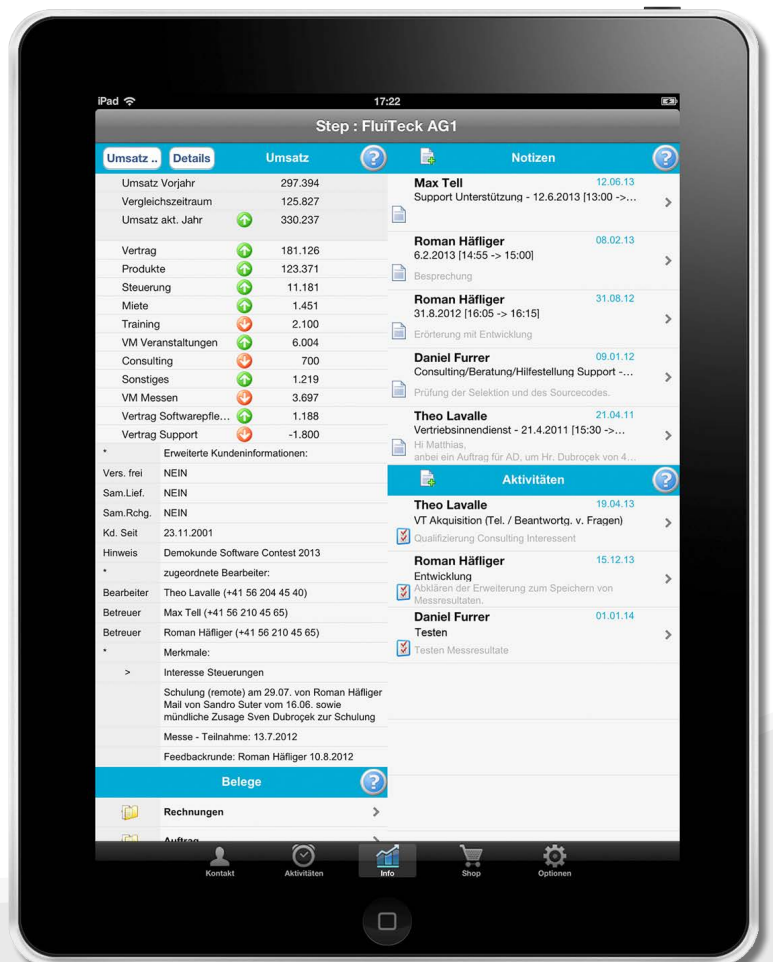 iPad 17:22
Step : FluiTeck AG1
Umsatz .. Details Umsatz ?
Umsatz Vorjahr 297.394
Vergleichszeitraum 125.827
Umsatz akt. Jahr 330.237
Vertrag 181.126
Produkte 123.371
Steuerung 11.181
Miete 1.451
Training 2.100
VM Veranstaltungen 6.004
Consulting 700
Sonstiges 1.219
VM Messen 3.697
Vertrag Softwarepfle... 1.188
Vertrag Support -1.800
* Erweiterte Kundeninformationen:
Vers. frei NEIN
Sam.Lief. NEIN
Sam.Rchg. NEIN
Kd. Seit 23.11.2001
Hinweis Demokunde Software Contest 2013
* zugeordnete Bearbeiter:
Bearbeiter Theo Lavalle (+41 56 204 45 40)
Betreuer Max Tell (+41 56 210 45 65)
Betreuer Roman Häfliger (+41 56 210 45 65)
* Merkmale:
> Interesse Steuerungen
Schulung (remote) am 29.07. von Roman Häfliger
Mail von Sandro Suter vom 16.06. sowie
mündliche Zusage Sven Dubroçek zur Schulung
Messe - Teilnahme: 13.7.2012
Feedbackrunde: Roman Häfliger 10.8.2012
Belege ?
Rechnungen
Auftrag
Notizen ?
Max Tell 12.06.13
Support Unterstützung - 12.6.2013 [13:00 ->...
Roman Häfliger 08.02.13
6.2.2013 [14:55 -> 15:00]
Besprechung
Roman Häfliger 31.08.12
31.8.2012 [16:05 -> 16:15]
Erörterung mit Entwicklung
Daniel Furrer 09.01.12
Consulting/Beratung/Hilfestellung Support -...
Prüfung der Selektion und des Sourcecodes.
Theo Lavalle 21.04.11
Vertriebsinnendienst - 21.4.2011 [15:30 ->...
Hi Matthias,
anbei ein Auftrag für AD, um Hr. Dubroçek von 4...
Aktivitäten ?
Theo Lavalle 19.04.13
VT Akquisition (Tel. / Beantwortg. v. Fragen)
Qualifizierung Consulting Interessent
Roman Häfliger 15.12.13
Entwicklung
Abklären der Erweiterung zum Speichern von
Messresultaten.
Daniel Furrer 01.01.14
Testen
Testen Messresultate
Kontakt Aktivitäten Info Shop Optionen